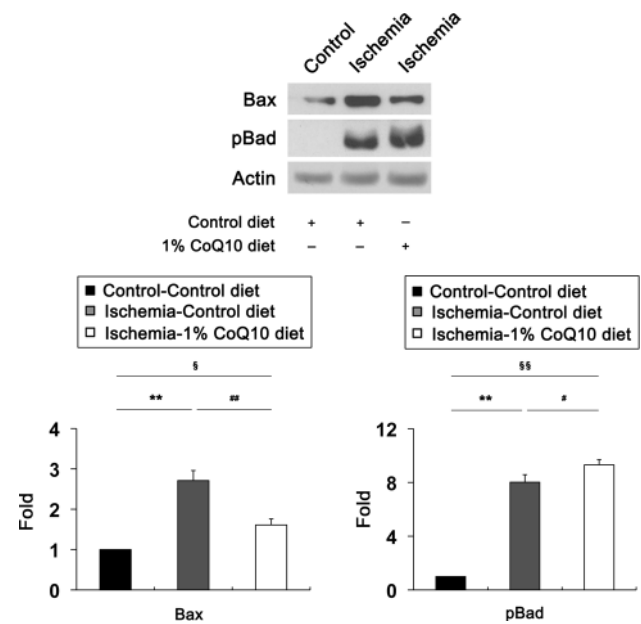 Control
Ischemia
Ischemia
Bax
pBad
Actin
Control diet + + –
1% CoQ10 diet – – +
Control-Control diet
Ischemia-Control diet
Ischemia-1% CoQ10 diet
§
** ##
4
3
2
1
0
Fold
Bax
Control-Control diet
Ischemia-Control diet
Ischemia-1% CoQ10 diet
§§
** #
12
8
4
0
Fold
pBad